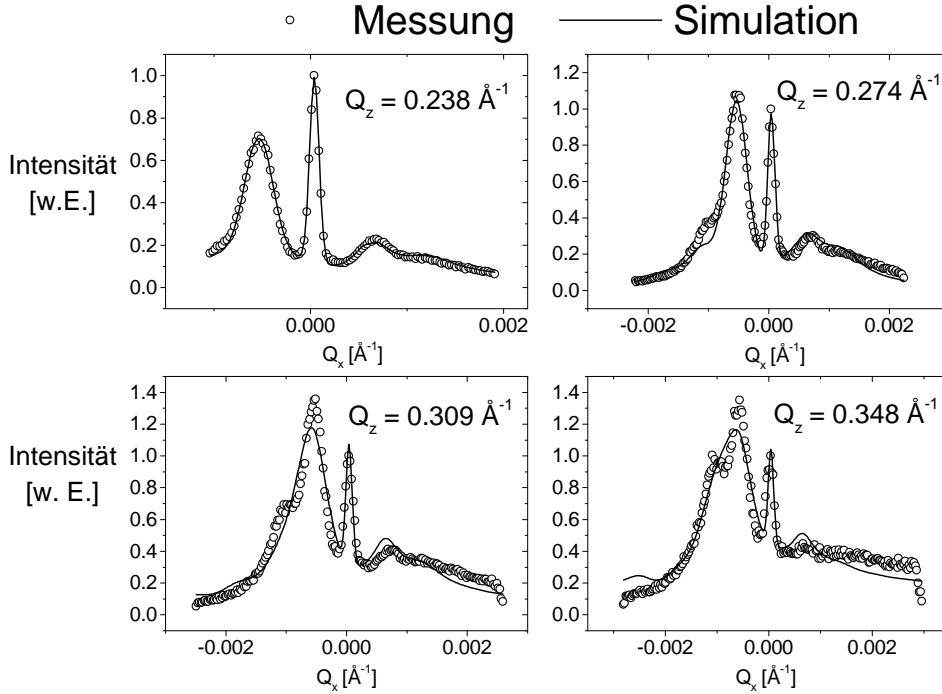 Messung Simulation
Intensität
[w.E.]
Q_z = 0.238 Å⁻¹
1.0
0.8
0.6
0.4
0.2
0.0
0.000 0.002
Q_x [Å⁻¹]
Q_z = 0.274 Å⁻¹
1.2
1.0
0.8
0.6
0.4
0.2
0.0
-0.002 0.000 0.002
Q_x [Å⁻¹]
Intensität
[w. E.]
Q_z = 0.309 Å⁻¹
1.4
1.2
1.0
0.8
0.6
0.4
0.2
0.0
-0.002 0.000 0.002
Q_x [Å⁻¹]
Q_z = 0.348 Å⁻¹
1.4
1.2
1.0
0.8
0.6
0.4
0.2
0.0
-0.002 0.000 0.002
Q_x [Å⁻¹]